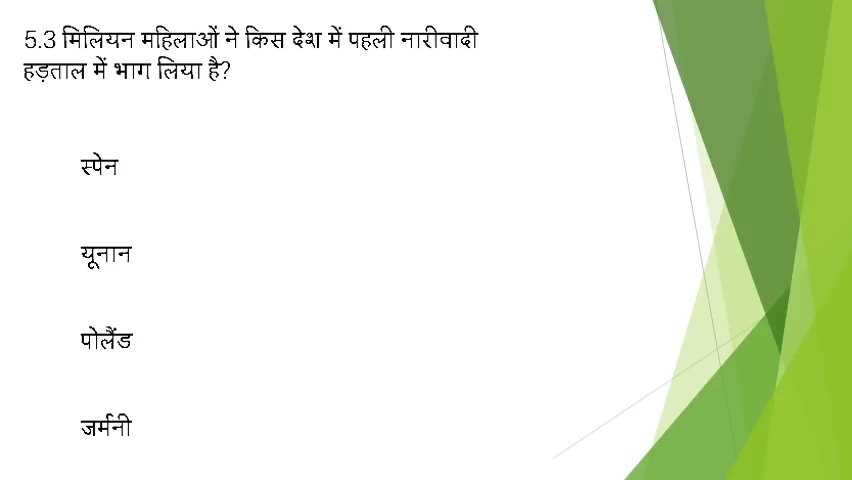 5.3 मिलियन महिलाओं ने किस देश में पहली नारीवादी
हड़ताल में भाग लिया है?
स्पेन
यूनान
पोलैंड
जर्मनी